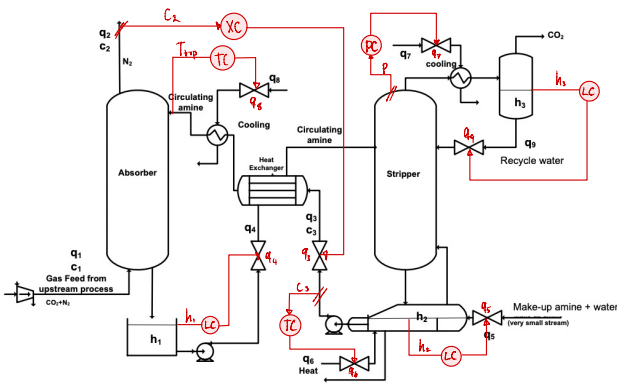 C2
XC
q2
c2
N2
Ttop
TC
q8
q8
Circulating
amine
Cooling
Absorber
Heat
Exchanger
Circulating
amine
q4
q4
q3
c3
q3
q1
c1
Gas Feed from
upstream process
CO2+N2
h1
h1
LC
C3
TC
q6
Heat
q6
PC
P
q7
q7
cooling
CO2
h3
h3
LC
q9
q9
Recycle water
Stripper
h2
h2
LC
q5
q5
Make-up amine + water
(very small stream)